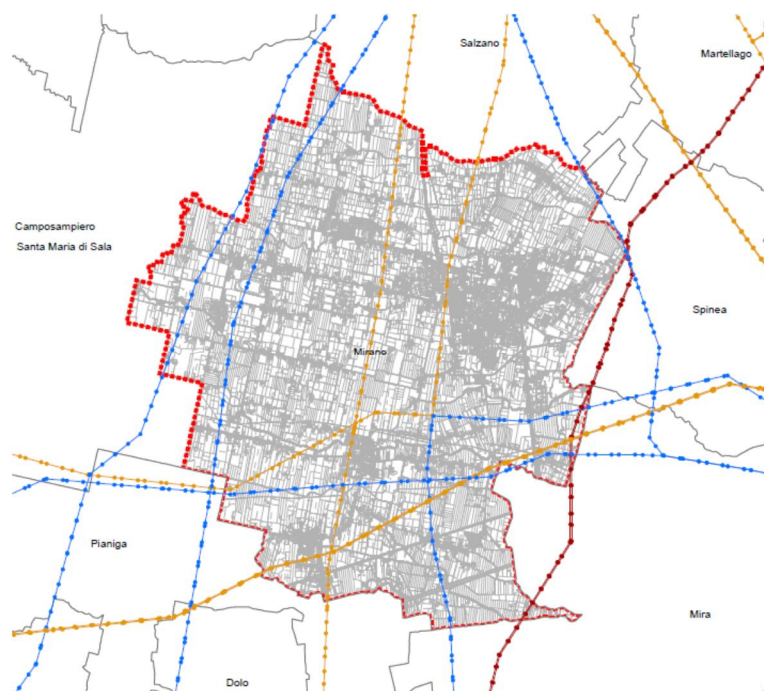 Salzano
Martellago
Camposampiero
Santa Maria di Sala
Spinea
Mirano
Pianiga
Mira
Dolo